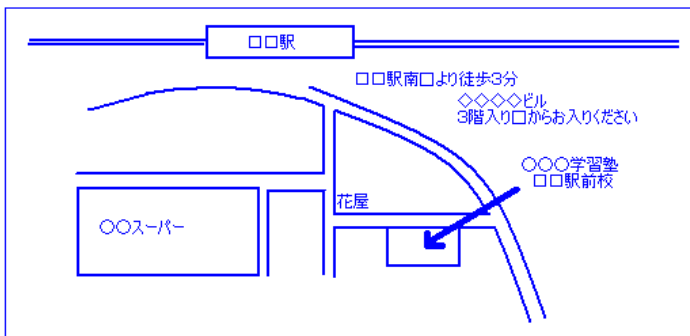 □□駅
□□駅南口より徒歩3分
◇◇◇◇ビル
3階入り口からお入りください
○○○学習塾
□□駅前校
花屋
○○スーパー